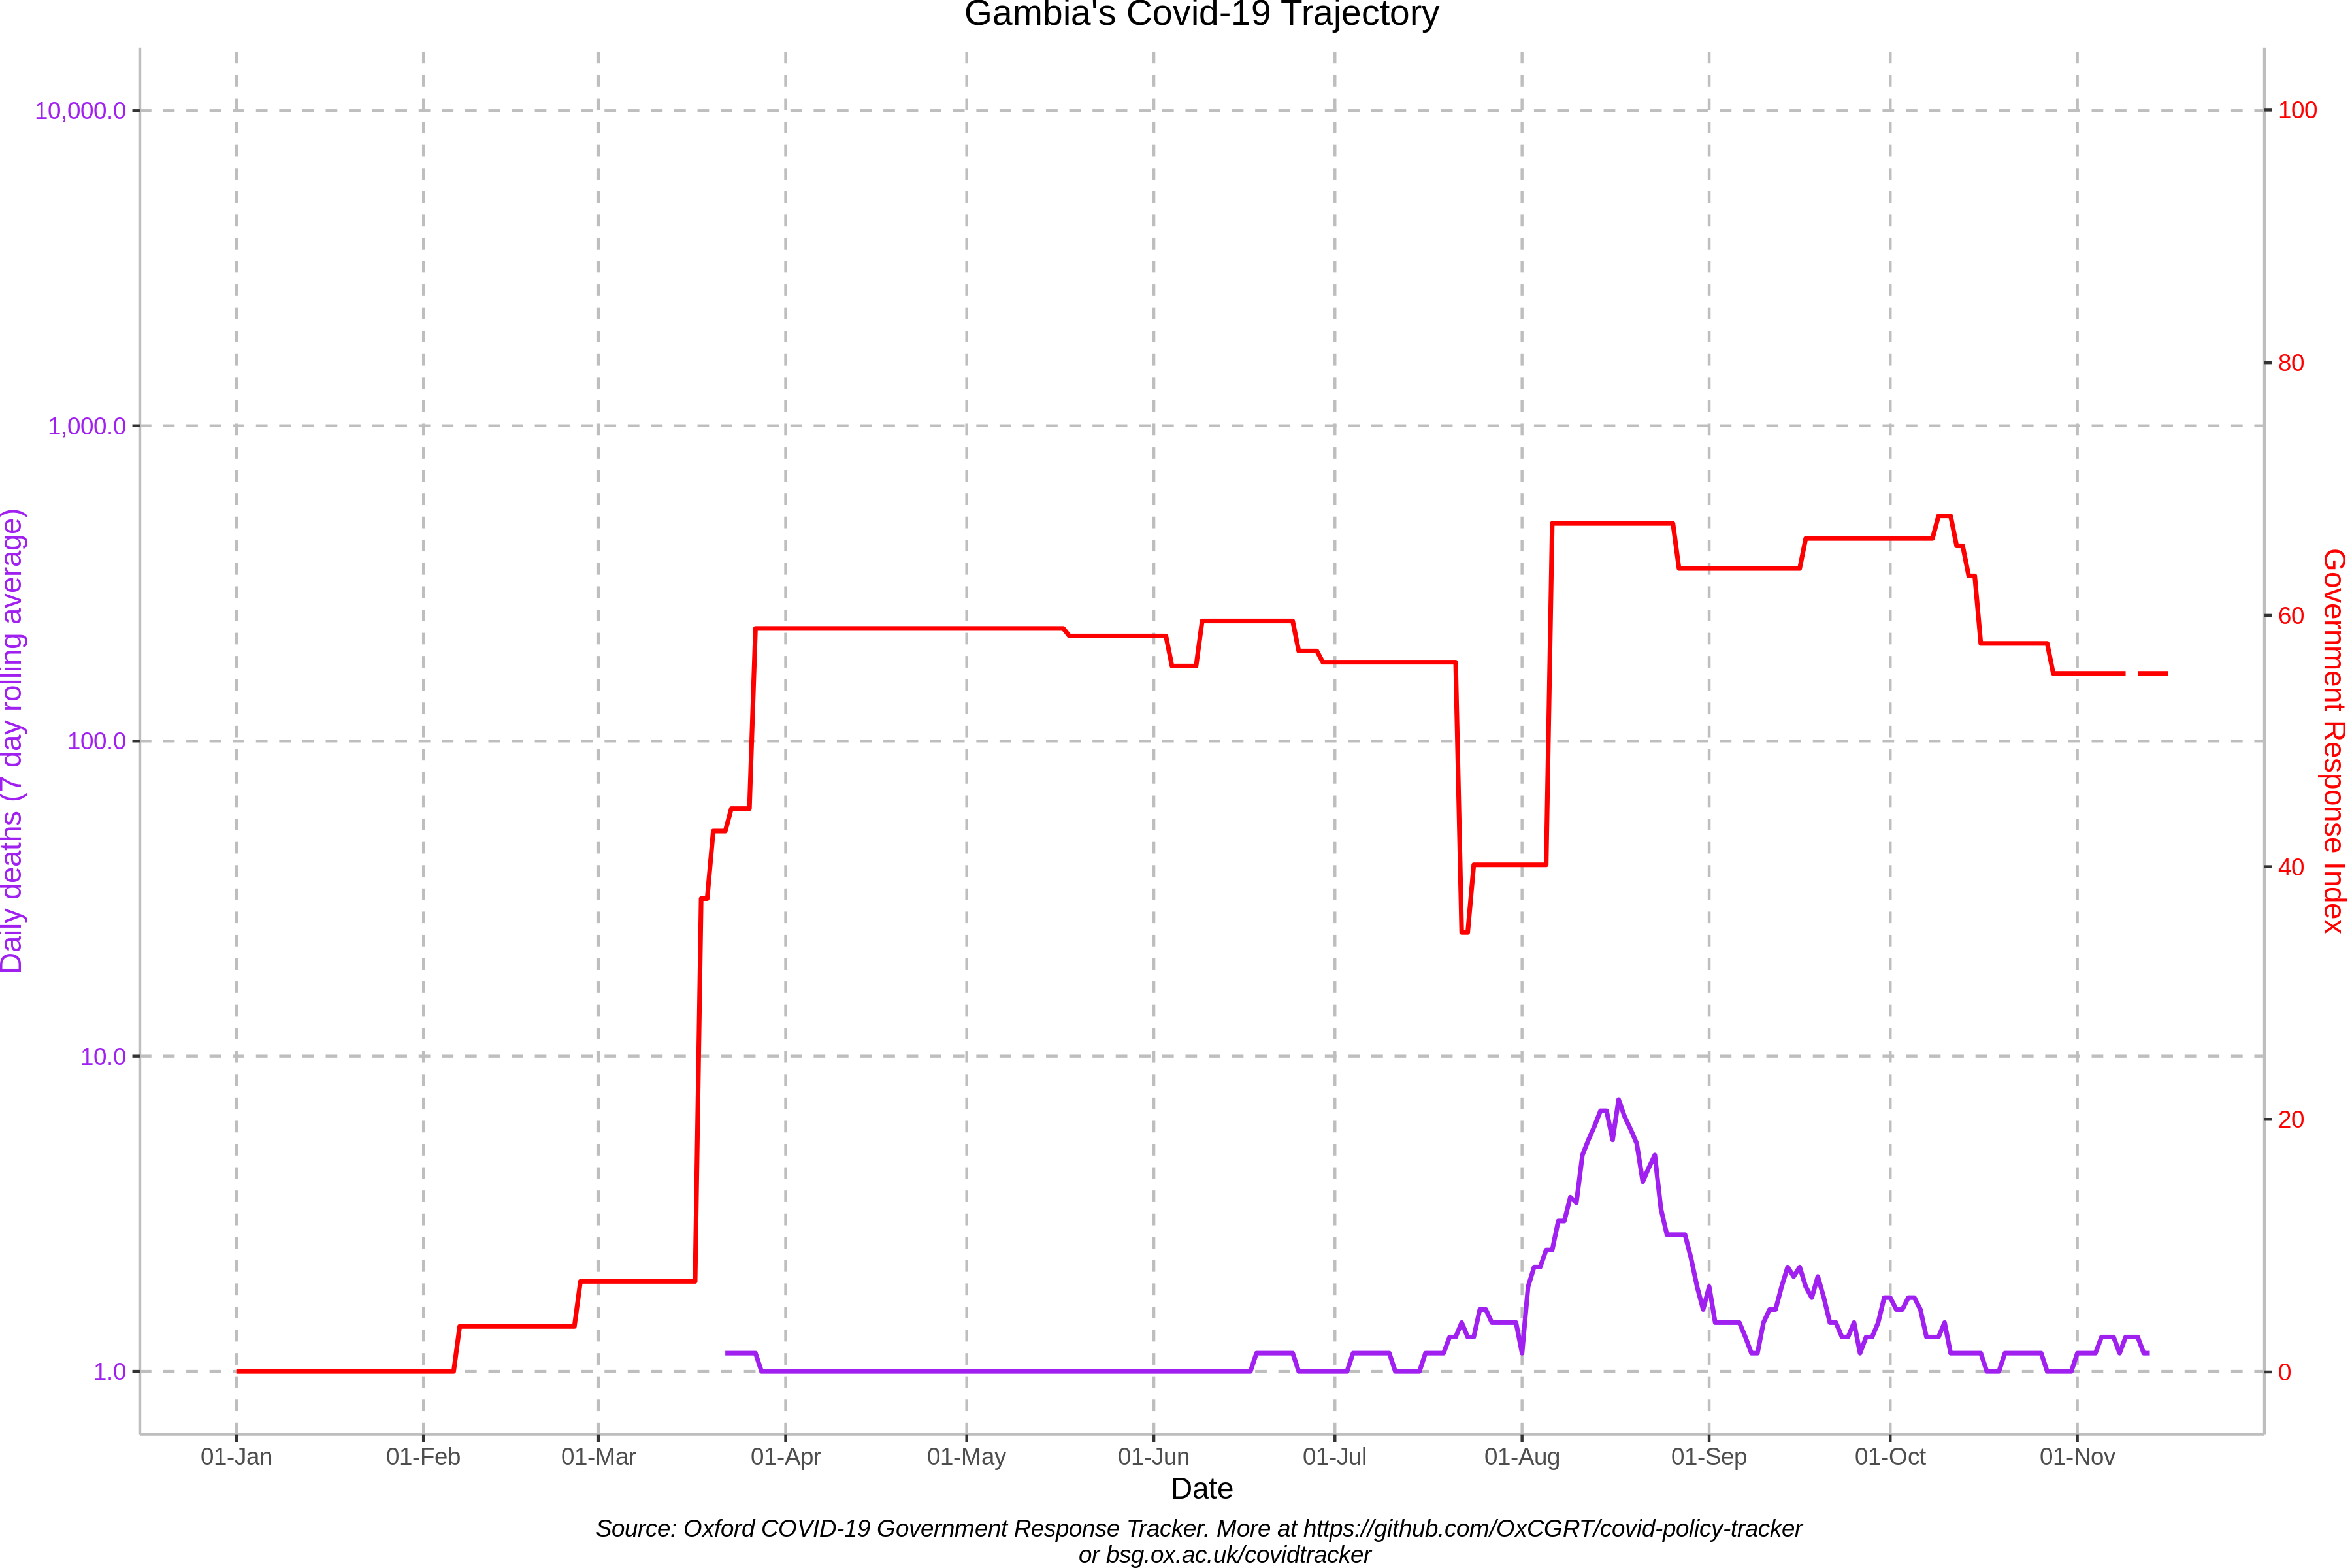 Gambia's Covid-19 Trajectory
10,000.0
1,000.0
100.0
10.0
1.0
Daily deaths (7 day rolling average)
100
80
60
40
20
0
Government Response Index
01-Jan 01-Feb 01-Mar 01-Apr 01-May 01-Jun 01-Jul 01-Aug 01-Sep 01-Oct 01-Nov
Date
Source: Oxford COVID-19 Government Response Tracker. More at https://github.com/OxCGRT/covid-policy-tracker
or bsg.ox.ac.uk/covidtracker